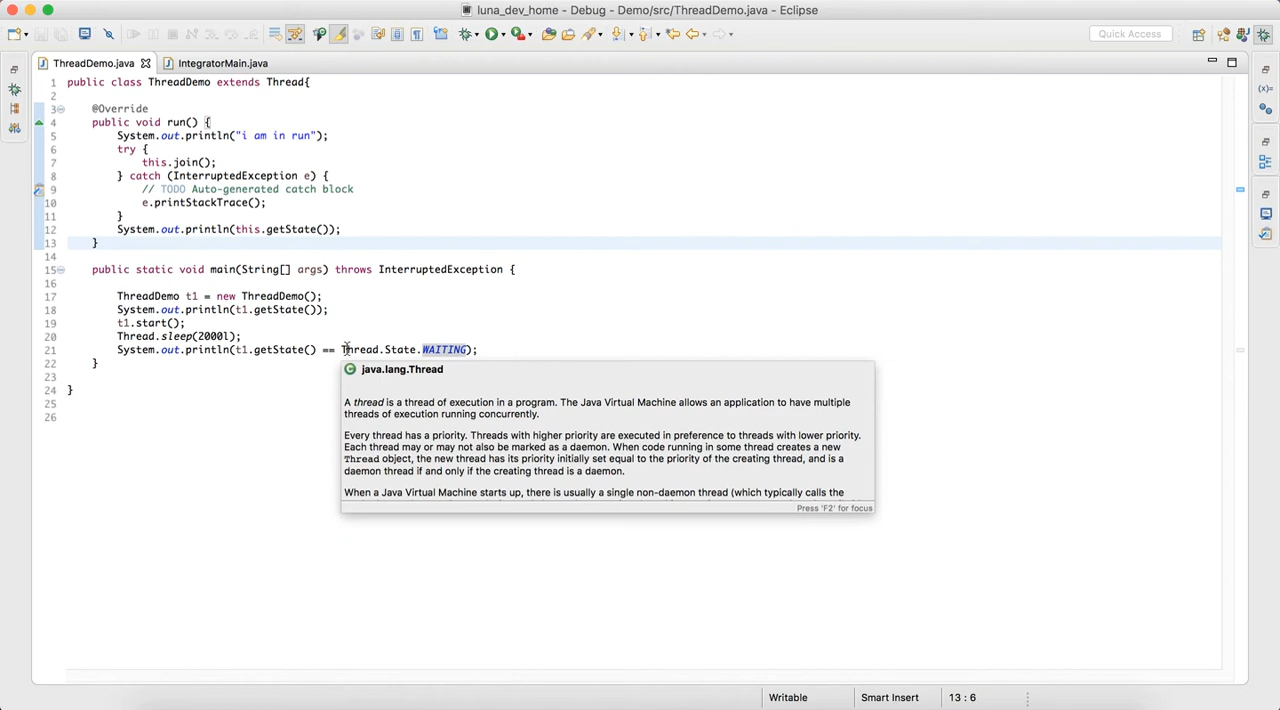 luna_dev_home - Debug - Demo/src/ThreadDemo.java - Eclipse
Quick Access
ThreadDemo.java
IntegratorMain.java
1 public class ThreadDemo extends Thread{
2
3 @Override
4 public void run() {
5 System.out.println("i am in run");
6 try {
7 this.join();
8 } catch (InterruptedException e) {
9 // TODO Auto-generated catch block
10 e.printStackTrace();
11 }
12 System.out.println(this.getState());
13 }
14
15 public static void main(String[] args) throws InterruptedException {
16
17 ThreadDemo t1 = new ThreadDemo();
18 System.out.println(t1.getState());
19 t1.start();
20 Thread.sleep(2000l);
21 System.out.println(t1.getState() == Thread.State.WAITING);
22 }
23
24 }
25
26
java.lang.Thread
A thread is a thread of execution in a program. The Java Virtual Machine allows an application to have multiple
threads of execution running concurrently.
Every thread has a priority. Threads with higher priority are executed in preference to threads with lower priority.
Each thread may or may not also be marked as a daemon. When code running in some thread creates a new
Thread object, the new thread has its priority initially set equal to the priority of the creating thread, and is a
daemon thread if and only if the creating thread is a daemon.
When a Java Virtual Machine starts up, there is usually a single non-daemon thread (which typically calls the
Press 'F2' for focus
Writable
Smart Insert
13 : 6